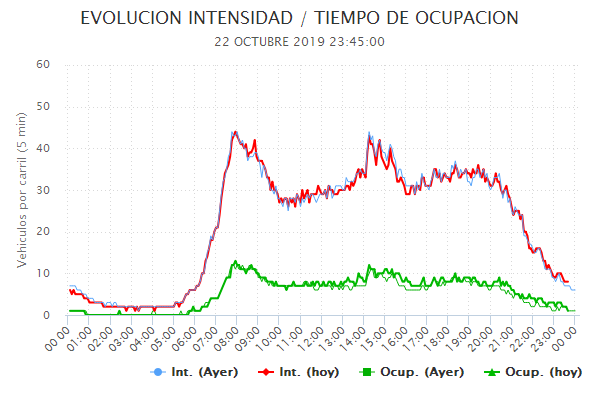 EVOLUCION INTENSIDAD / TIEMPO DE OCUPACION
22 OCTUBRE 2019 23:45:00
Vehiculos por carril (5 min)
60
50
40
30
20
10
0
00:00 01:00 02:00 03:00 04:00 05:00 06:00 07:00 08:00 09:00 10:00 11:00 12:00 13:00 14:00 15:00 16:00 17:00 18:00 19:00 20:00 21:00 22:00 23:00 00:00
Int. (Ayer) Int. (hoy) Ocup. (Ayer) Ocup. (hoy)